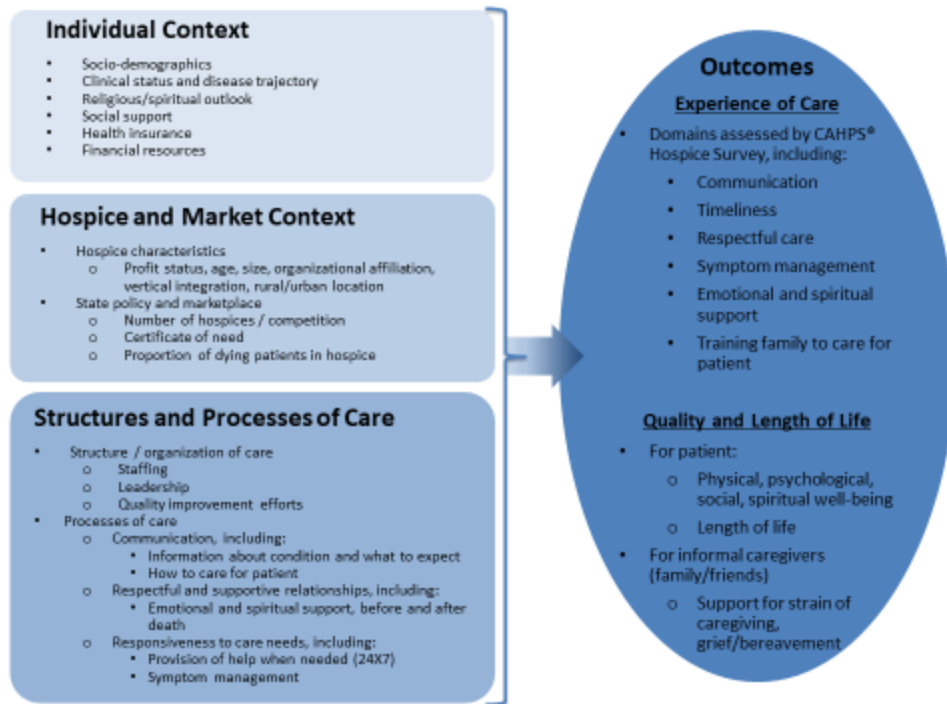 Individual Context
• Socio-demographics
• Clinical status and disease trajectory
• Religious/spiritual outlook
• Social support
• Health insurance
• Financial resources
Hospice and Market Context
• Hospice characteristics
o Profit status, age, size, organizational affiliation,
vertical integration, rural/urban location
• State policy and marketplace
o Number of hospices / competition
o Certificate of need
o Proportion of dying patients in hospice
Structures and Processes of Care
• Structure / organization of care
o Staffing
o Leadership
o Quality improvement efforts
• Processes of care
o Communication, including:
• Information about condition and what to expect
• How to care for patient
o Respectful and supportive relationships, including:
• Emotional and spiritual support, before and after
death
o Responsiveness to care needs, including:
• Provision of help when needed (24X7)
• Symptom management
Outcomes
Experience of Care
• Domains assessed by CAHPS®
Hospice Survey, including:
• Communication
• Timeliness
• Respectful care
• Symptom management
• Emotional and spiritual
support
• Training family to care for
patient
Quality and Length of Life
• For patient:
o Physical, psychological,
social, spiritual well-being
o Length of life
• For informal caregivers
(family/friends)
o Support for strain of
caregiving,
grief/bereavement